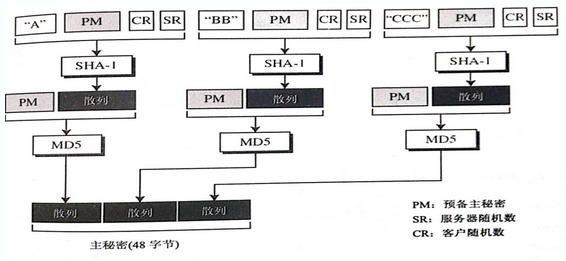 “A” PM CR SR “BB” PM CR SR “CCC” PM CR SR
SHA-1 SHA-1 SHA-1
PM 散列 PM 散列 PM 散列
MD5 MD5 MD5
散列 散列 散列
主秘密(48 字节)
PM: 预备主秘密
SR: 服务器随机数
CR: 客户随机数